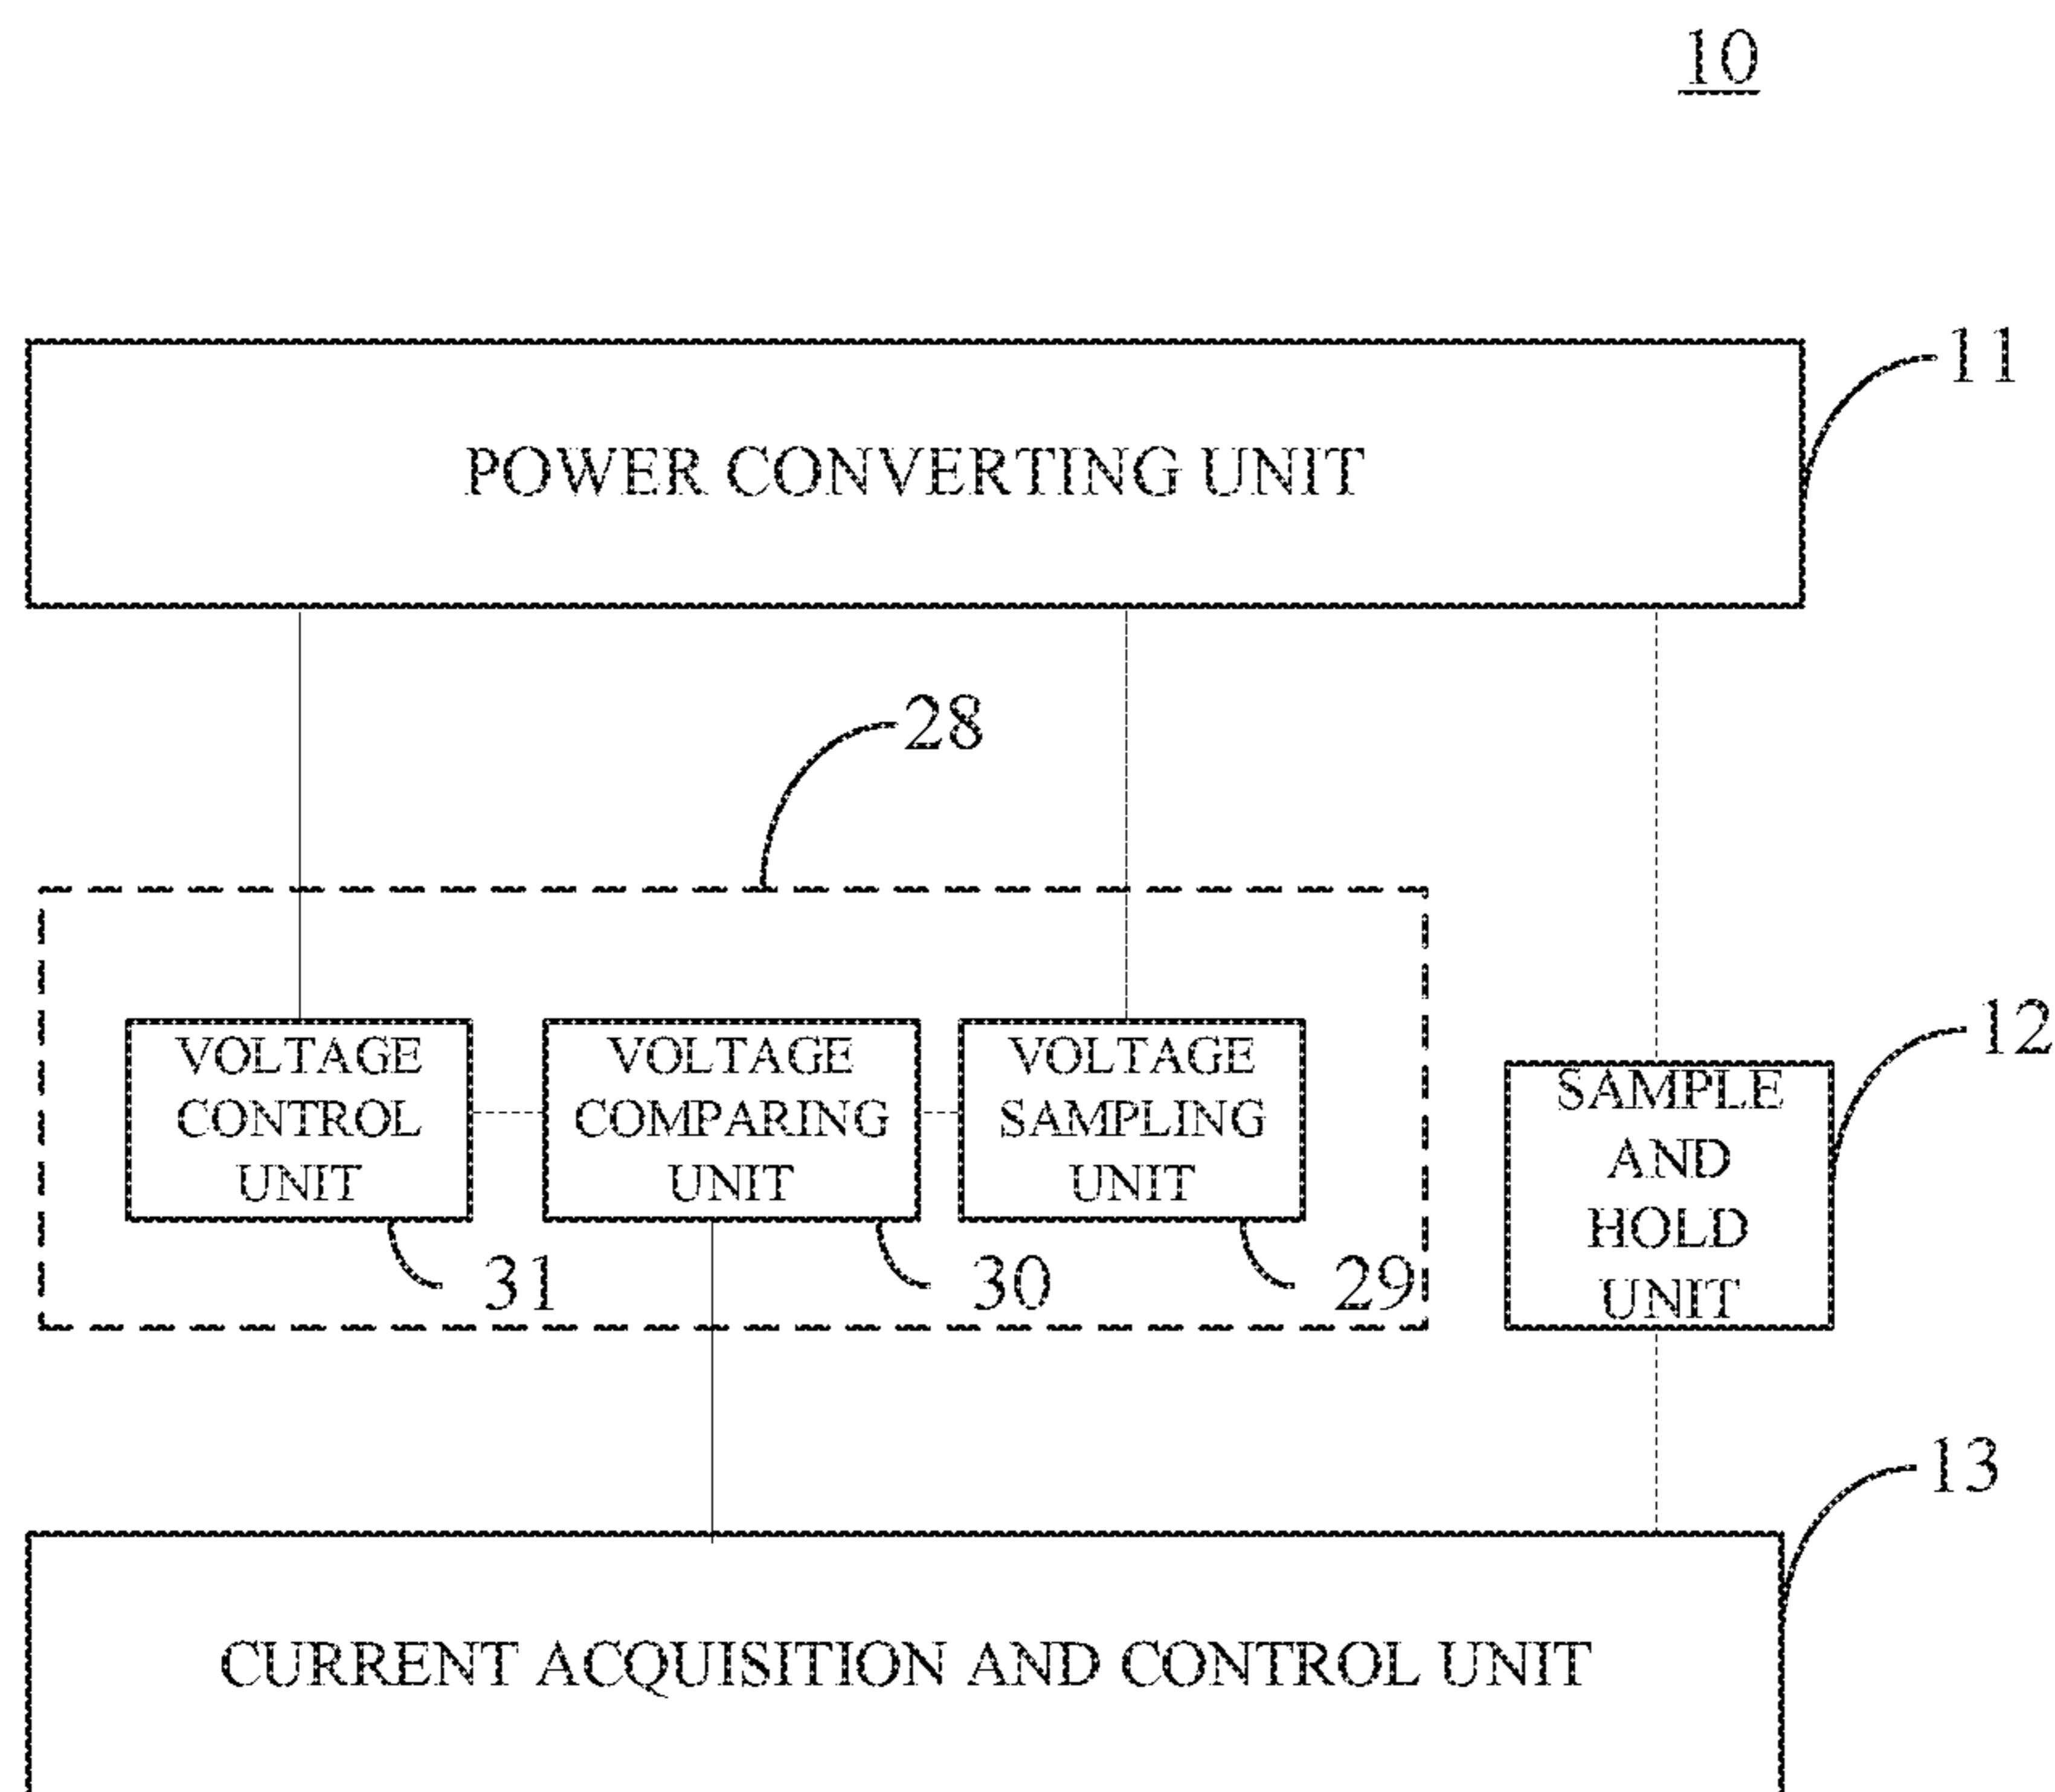 10
11
POWER CONVERTING UNIT
28
VOLTAGE
CONTROL
UNIT
31
VOLTAGE
COMPARING
UNIT
30
VOLTAGE
SAMPLING
UNIT
29
12
SAMPLE
AND
HOLD
UNIT
13
CURRENT ACQUISITION AND CONTROL UNIT